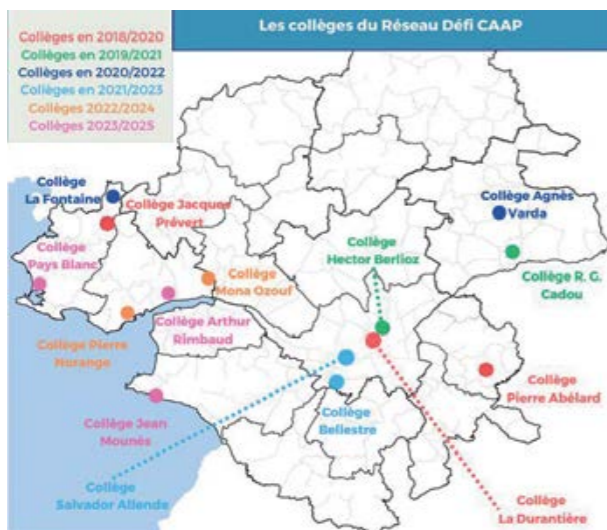 Les collèges du Réseau Défi CAAP
Collèges en 2018/2020
Collèges en 2019/2021
Collèges en 2020/2022
Collèges en 2021/2023
Collèges 2022/2024
Collèges 2023/2025
Collège
La Fontaine
Collège Jacques
Prévert
Collège Agnès
Varda
Collège
Hector Berlioz
Collège
Pays Blanc
Collège
Mona Ozouf
Collège R. G.
Cadou
Collège Arthur
Rimbaud
Collège Pierre
Norange
Collège
Pierre Abélard
Collège Jean
Mounès
Collège
Bellestre
Collège
Salvador Allende
Collège
La Durantière